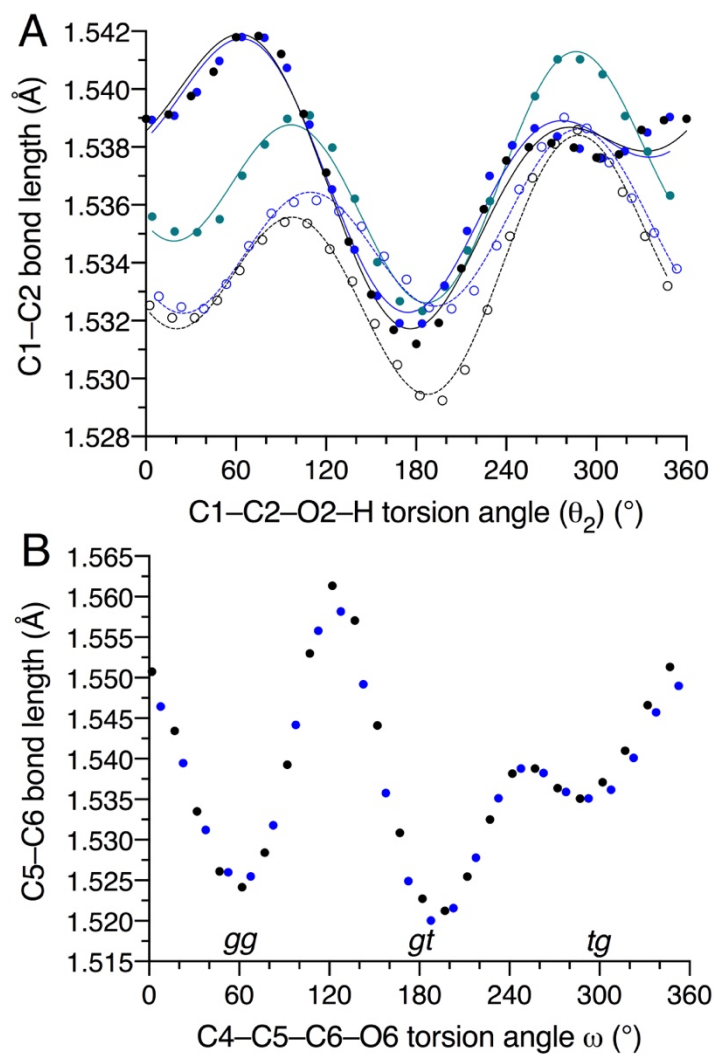 A
1.542
1.540
1.538
1.536
1.534
1.532
1.530
1.528
C1–C2 bond length (Å)
0 60 120 180 240 300 360
C1–C2–O2–H torsion angle (θ2) (°)
B
1.565
1.560
1.555
1.550
1.545
1.540
1.535
1.530
1.525
1.520
1.515
C5–C6 bond length (Å)
gg gt tg
0 60 120 180 240 300 360
C4–C5–C6–O6 torsion angle ω (°)